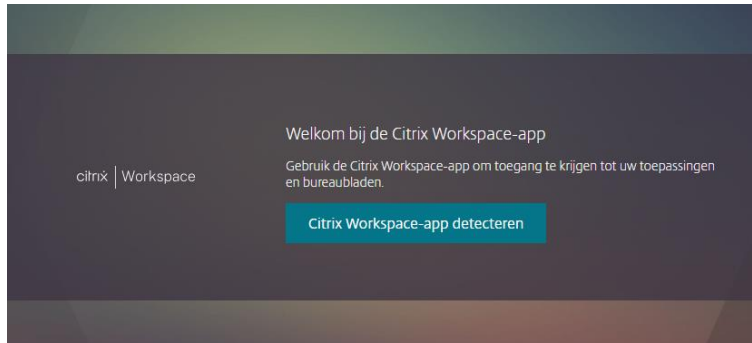 Welkom bij de Citrix Workspace-app
Gebruik de Citrix Workspace-app om toegang te krijgen tot uw toepassingen
en bureaubladen.
citrix | Workspace
Citrix Workspace-app detecteren